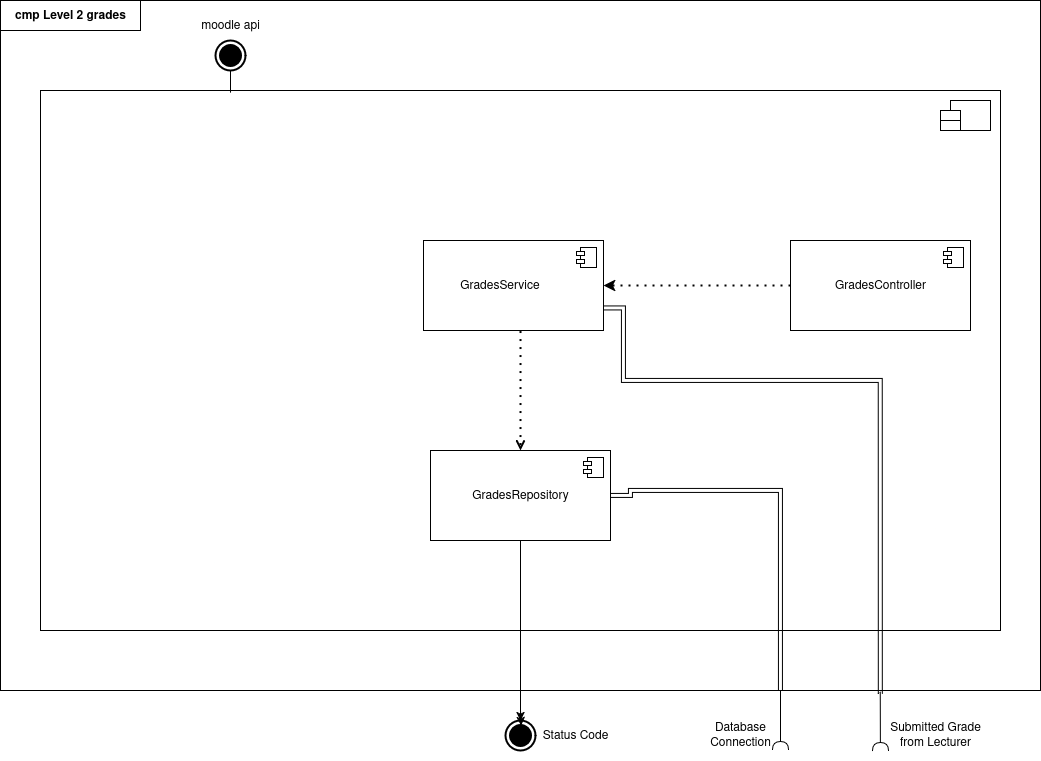 cmp Level 2 grades
moodle api
GradesService
GradesController
GradesRepository
Status Code
Database
Connection
Submitted Grade
from Lecturer